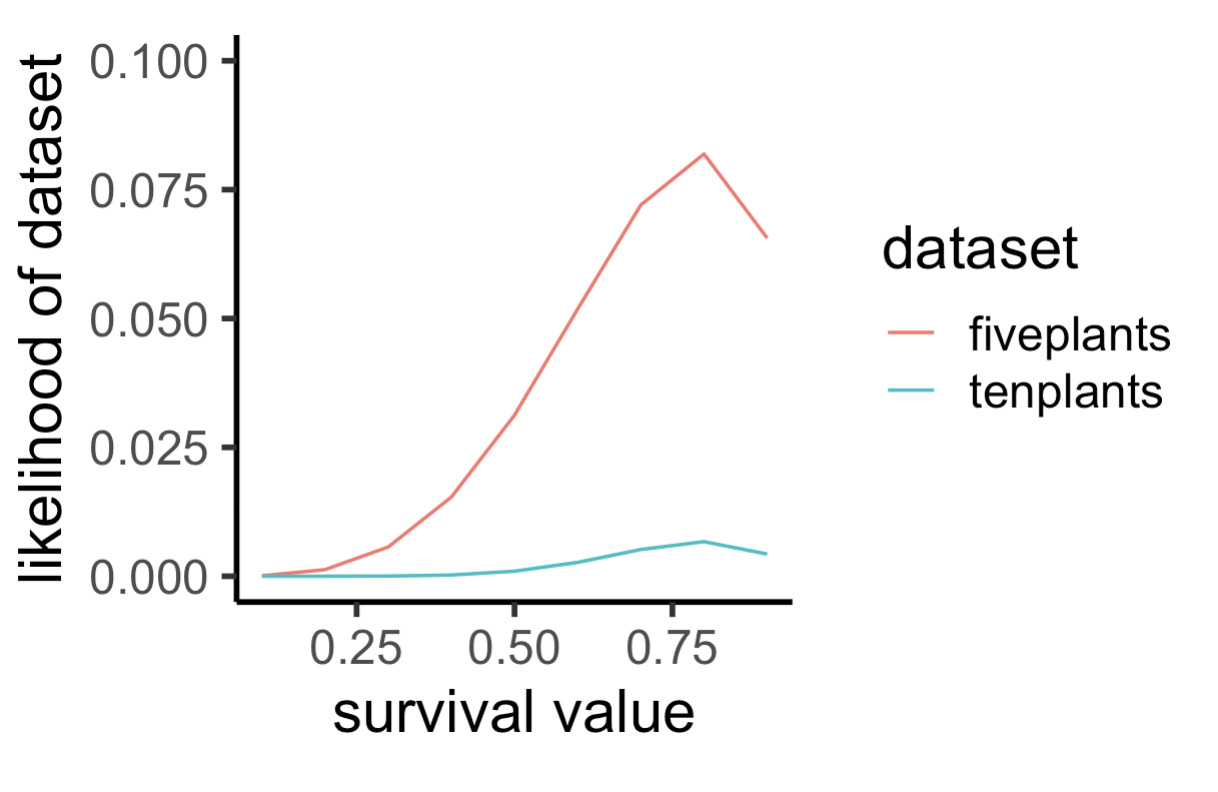 likelihood of dataset
0.100
0.075
0.050
0.025
0.000
0.25 0.50 0.75
survival value
dataset
fiveplants
tenplants